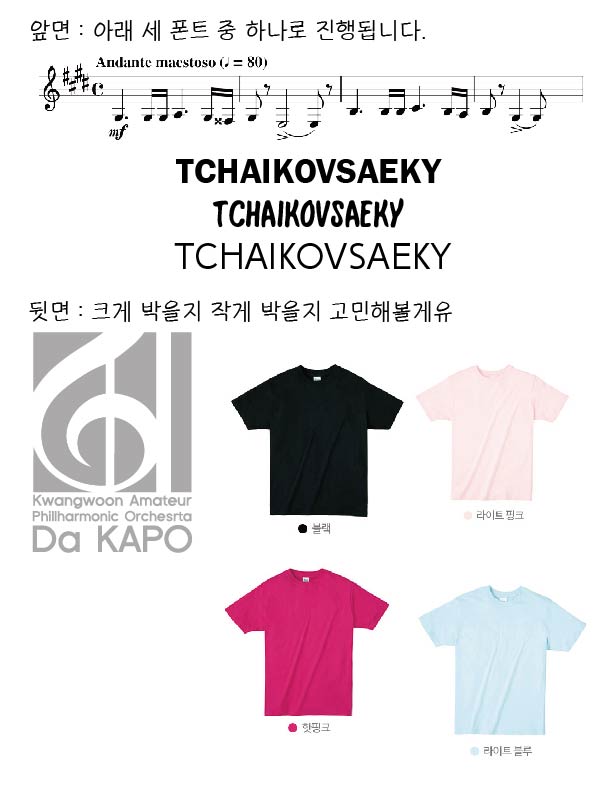 앞면 : 아래 세 폰트 중 하나로 진행됩니다.
Andante maestoso (♩ = 80)
mf
TCHAIKOVSAEKY
TCHAIKOVSAEKY
TCHAIKOVSAEKY
뒷면 : 크게 박을지 작게 박을지 고민해볼게유
Kwangwoon Amateur
Philharmonic Orchesrta
Da KAPO
블랙
라이트 핑크
핫핑크
라이트 블루